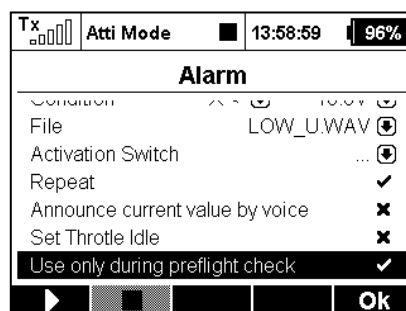 Tx Atti Mode 13:58:59 96%
Alarm
Condition X <
File LOW_U.WAV
Activation Switch ...
Repeat
Announce current value by voice
Set Throtle Idle
Use only during preflight check
Ok